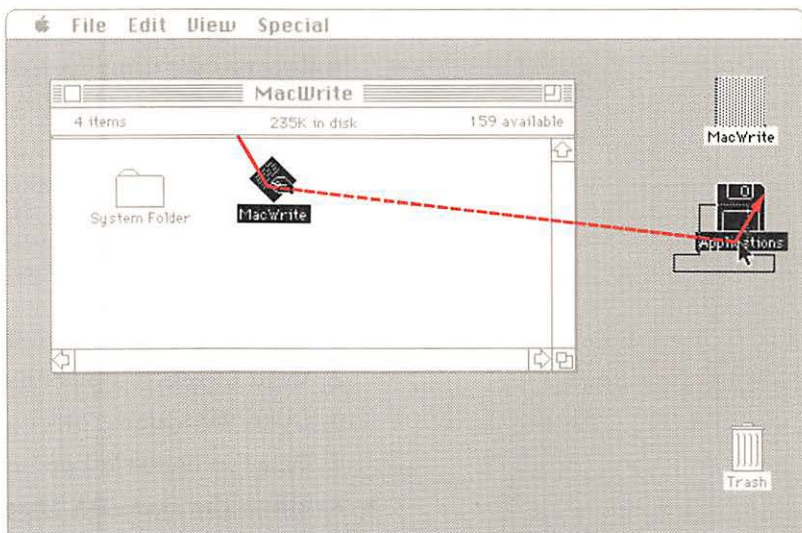 File Edit View Special
MacWrite
4 items 235K in disk 159 available
MacWrite
System Folder
MacWrite
Applications
Trash